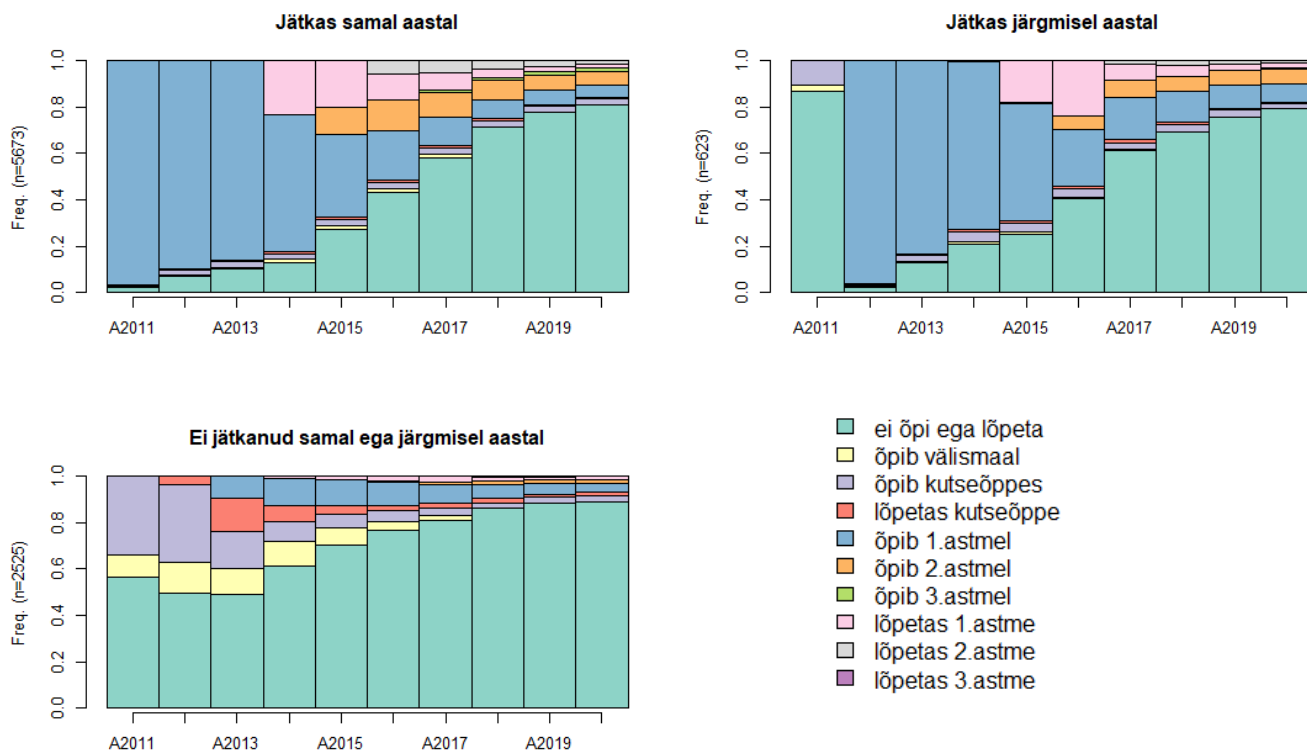 Jätkas samal aastal
Freq. (n=5673)
1.0
0.8
0.6
0.4
0.2
0.0
A2011 A2013 A2015 A2017 A2019
Jätkas järgmisel aastal
Freq. (n=623)
1.0
0.8
0.6
0.4
0.2
0.0
A2011 A2013 A2015 A2017 A2019
Ei jätkanud samal ega järgmisel aastal
Freq. (n=2525)
1.0
0.8
0.6
0.4
0.2
0.0
A2011 A2013 A2015 A2017 A2019
ei õpi ega lõpeta
õpib välismaal
õpib kutseõppes
lõpetas kutseõppe
õpib 1.astmel
õpib 2.astmel
õpib 3.astmel
lõpetas 1.astme
lõpetas 2.astme
lõpetas 3.astme